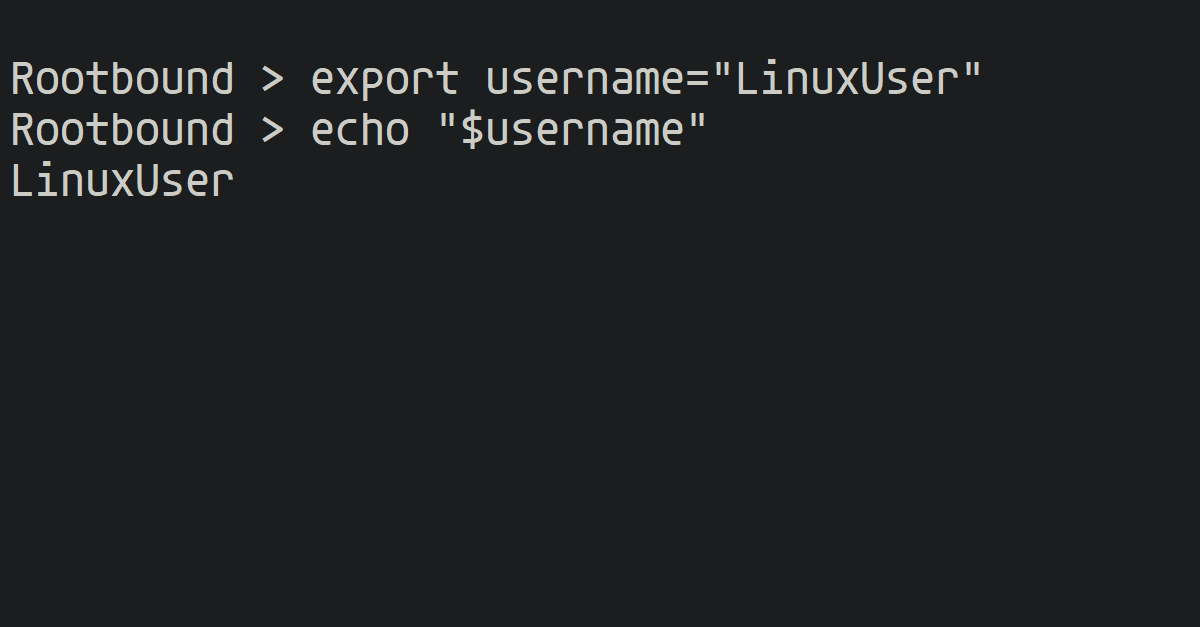 Rootbound > export username="LinuxUser"
Rootbound > echo "$username"
LinuxUser